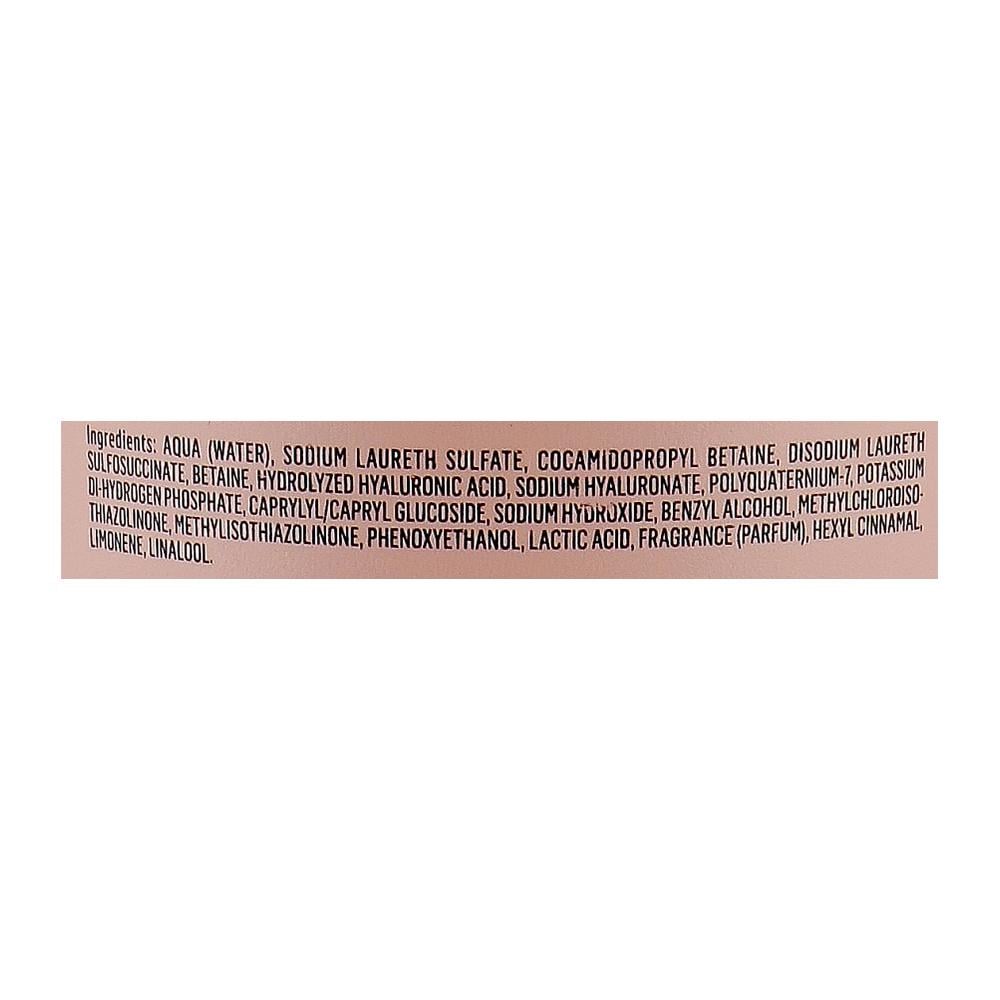 Ingredients: AQUA (WATER), SODIUM LAURETH SULFATE, COCAMIDOPROPYL BETAINE, DISODIUM LAURETH
SULFOSUCCINATE, BETAINE, HYDROLYZED HYALURONIC ACID, SODIUM HYALURONATE, POLYQUATERNIUM-7, POTASSIUM
DI-HYDROGEN PHOSPHATE, CAPRYLYL/CAPRYL GLUCOSIDE, SODIUM HYDROXIDE, BENZYL ALCOHOL, METHYLCHLOROISO-
THIAZOLINONE, METHYLISOTHIAZOLINONE, PHENOXYETHANOL, LACTIC ACID, FRAGRANCE (PARFUM), HEXYL CINNAMAL,
LIMONENE, LINALOOL.